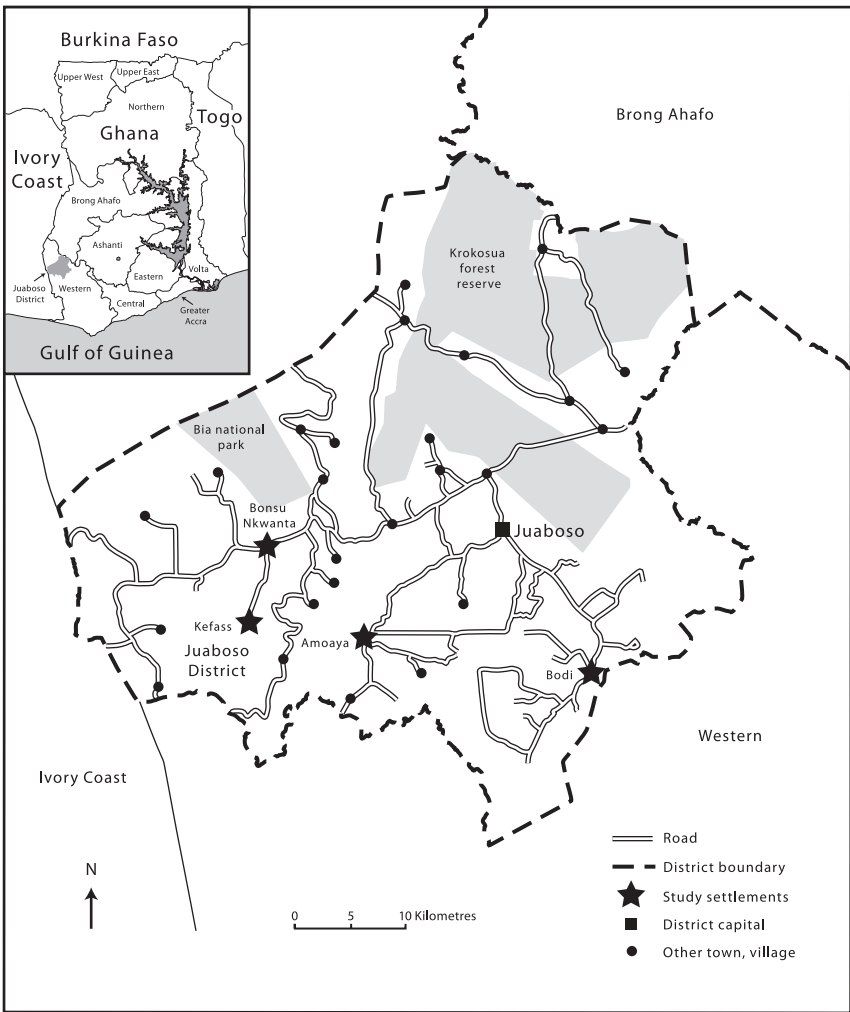 Burkina Faso
Upper West
Upper East
Northern
Togo
Ghana
Ivory
Coast
Brong Ahafo
Ashanti
Volta
Juaboso
District
Western
Eastern
Central
Greater
Accra
Gulf of Guinea
Brong Ahafo
Krokosua
forest
reserve
Bia national
park
Bonsu
Nkwanta
Juaboso
Kefass
Juaboso
District
Amoaya
Bodi
Western
Ivory Coast
N
0 5 10 Kilometres
Road
District boundary
Study settlements
District capital
Other town, village